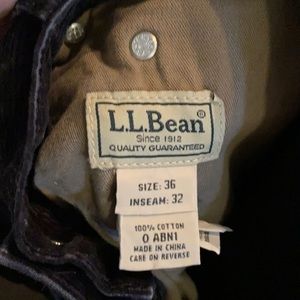 L.L.Bean®
Since 1912
QUALITY GUARANTEED
SIZE: 36
INSEAM: 32
100% COTTON
0 ABN1
MADE IN CHINA
CARE ON REVERSE